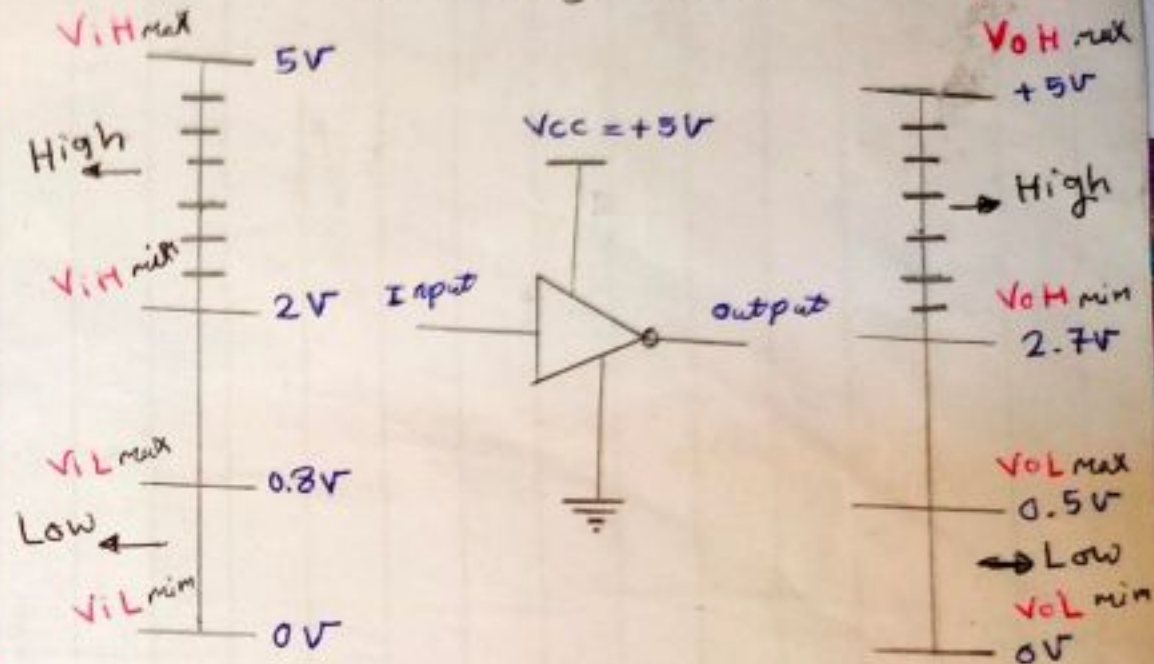 ViH max
5V
High
ViH min
2V
ViL max
0.8V
Low
ViL min
0V
Vcc = +5V
Input
Output
VoH max
+5V
High
VoH min
2.7V
VoL max
0.5V
Low
VoL min
0V